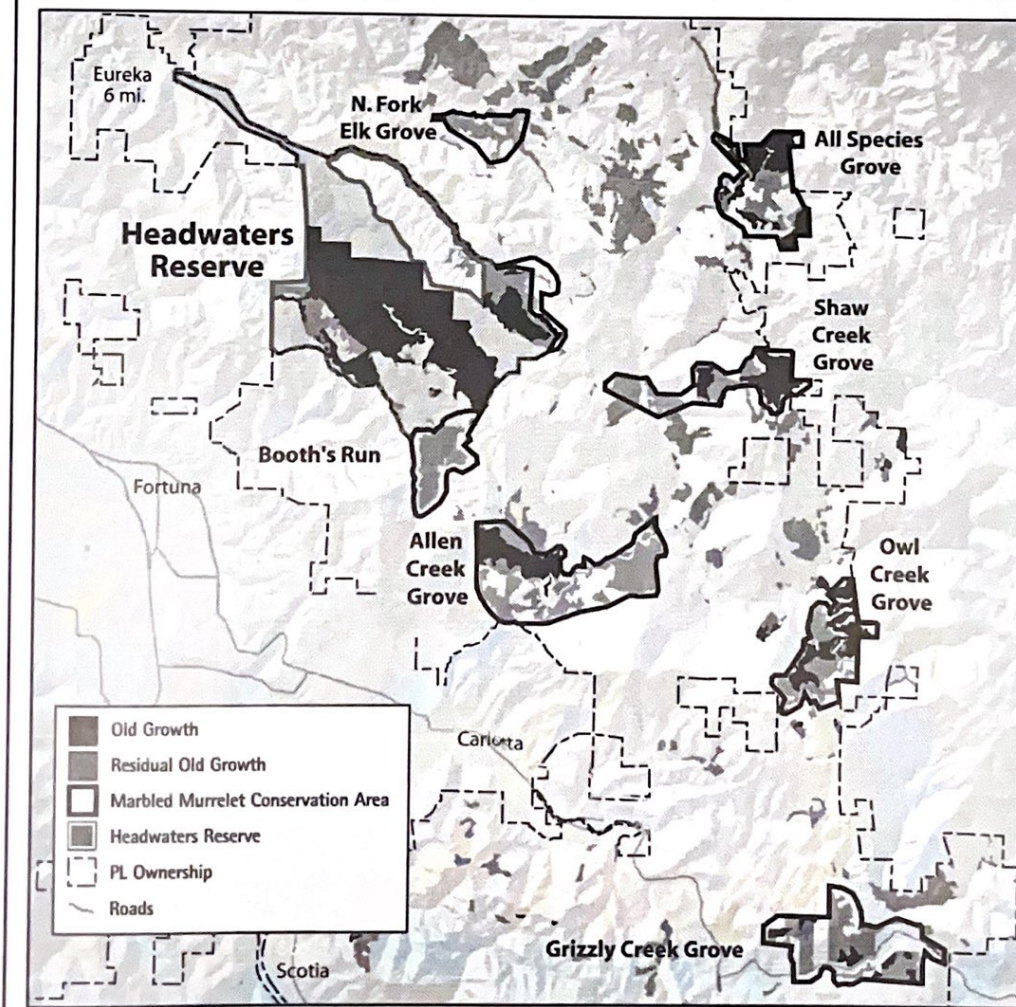 Eureka
6 mi.
N. Fork
Elk Grove
All Species
Grove
Headwaters
Reserve
Shaw
Creek
Grove
Booth's Run
Fortuna
Allen
Creek
Grove
Owl
Creek
Grove
Old Growth
Residual Old Growth
Marbled Murrelet Conservation Area
Headwaters Reserve
PL Ownership
Roads
Carlotta
Grizzly Creek Grove
Scotia